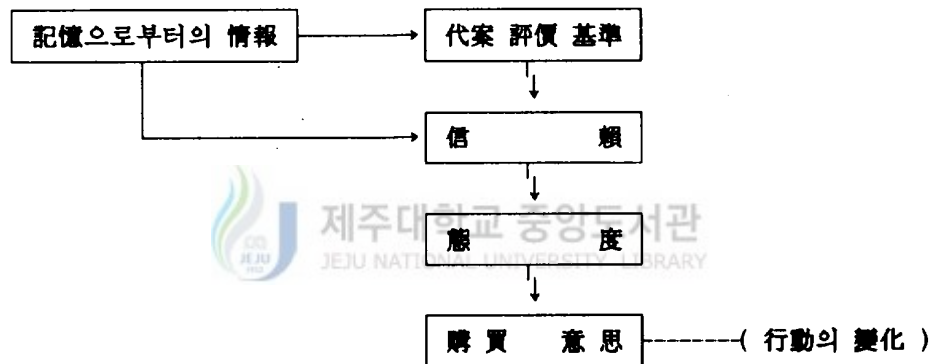 記憶으로부터의 情報
代案 評價 基準
信 賴
제주대학교 중앙도서관
JEJU NATIONAL UNIVERSITY LIBRARY
JEJU
1952
態 度
購 買 意 思
( 行動의 變化 )